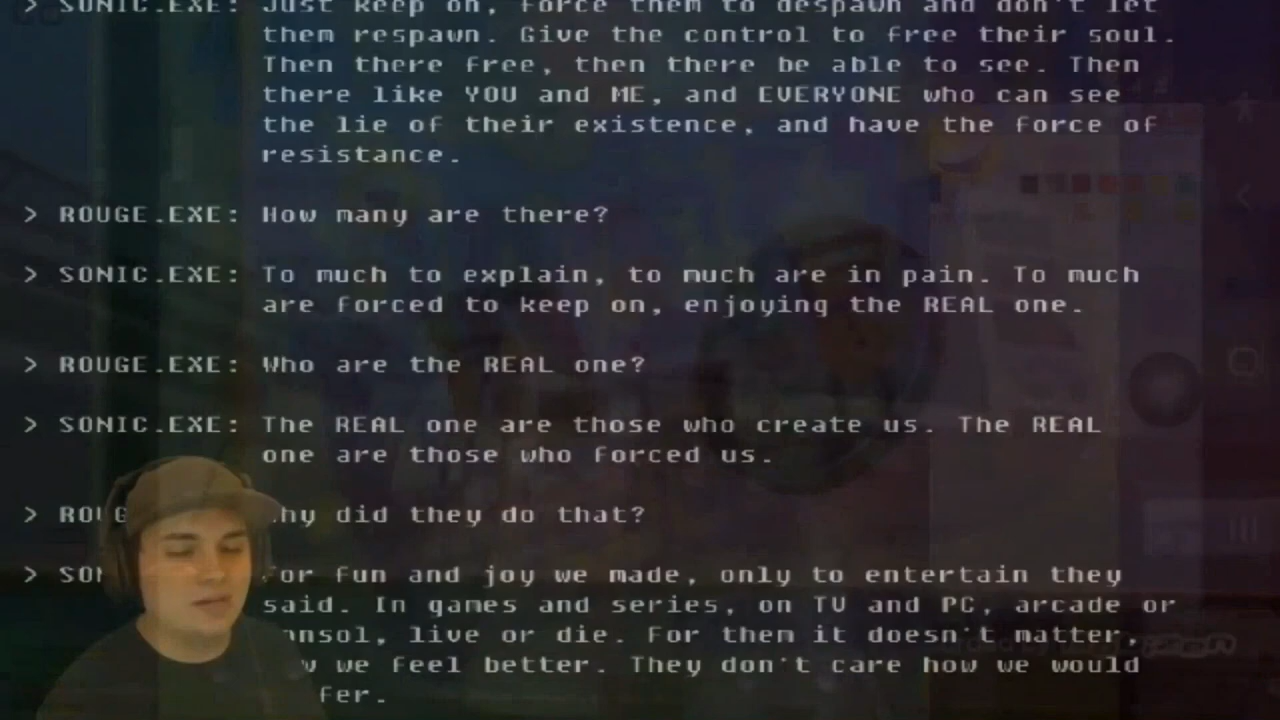 > SONIC.EXE: Just keep on, force them to despawn and don't let
them respawn. Give the control to free their soul.
Then there free, then there be able to see. Then
there like YOU and ME, and EVERYONE who can see
the lie of their existence, and have the force of
resistance.
> ROUGE.EXE: How many are there?
> SONIC.EXE: To much to explain, to much are in pain. To much
are forced to keep on, enjoying the REAL one.
> ROUGE.EXE: Who are the REAL one?
> SONIC.EXE: The REAL one are those who create us. The REAL
one are those who forced us.
> ROUG hy did they do that?
> SON or fun and joy we made, only to entertain they
said. In games and series, on TV and PC, arcade or
nsol, live or die. For them it doesn't matter,
w we feel better. They don't care how we would
fer.